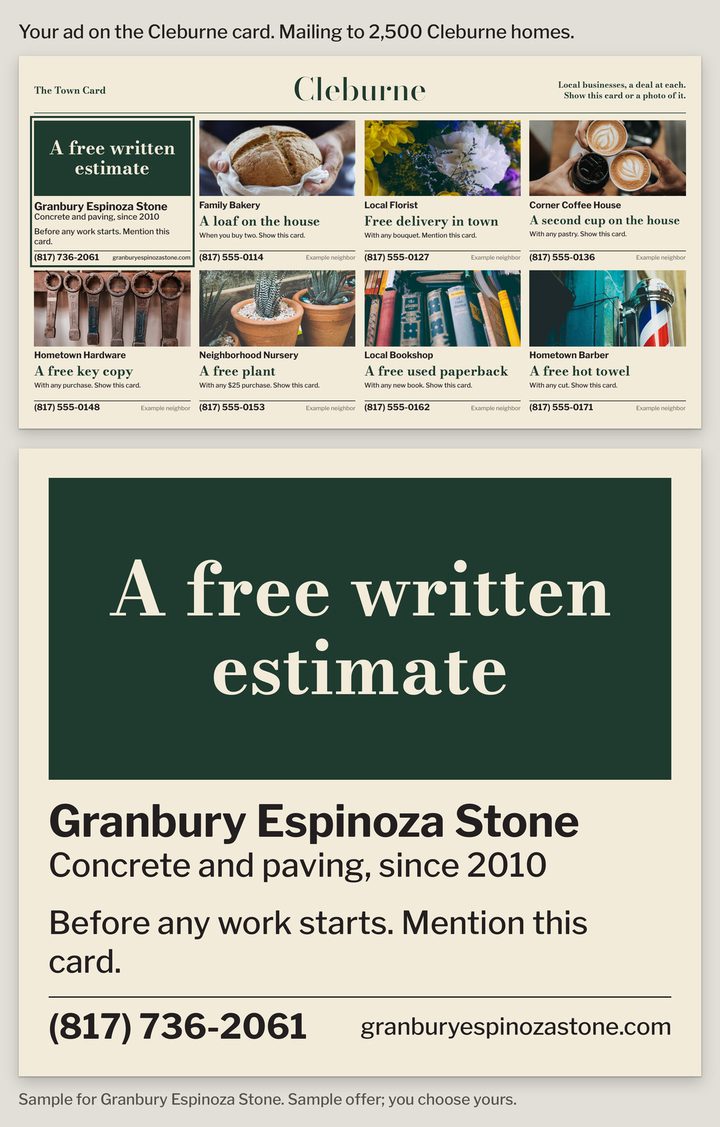 Your ad on the Cleburne card. Mailing to 2,500 Cleburne homes.
The Town Card
Cleburne
Local businesses, a deal at each.
Show this card or a photo of it.
A free written
estimate
Granbury Espinoza Stone
Concrete and paving, since 2010
Before any work starts. Mention this
card.
(817) 736-2061
granburyespinozastone.com
Family Bakery
A loaf on the house
When you buy two. Show this card.
(817) 555-0114
Example neighbor
Local Florist
Free delivery in town
With any bouquet. Mention this card.
(817) 555-0127
Example neighbor
Corner Coffee House
A second cup on the house
With any pastry. Show this card.
(817) 555-0136
Example neighbor
Hometown Hardware
A free key copy
With any purchase. Show this card.
(817) 555-0148
Example neighbor
Neighborhood Nursery
A free plant
With any $25 purchase. Show this card.
(817) 555-0153
Example neighbor
Local Bookshop
A free used paperback
With any new book. Show this card.
(817) 555-0162
Example neighbor
Hometown Barber
A free hot towel
With any cut. Show this card.
(817) 555-0171
Example neighbor
A free written
estimate
Granbury Espinoza Stone
Concrete and paving, since 2010
Before any work starts. Mention this
card.
(817) 736-2061
granburyespinozastone.com
Sample for Granbury Espinoza Stone. Sample offer; you choose yours.